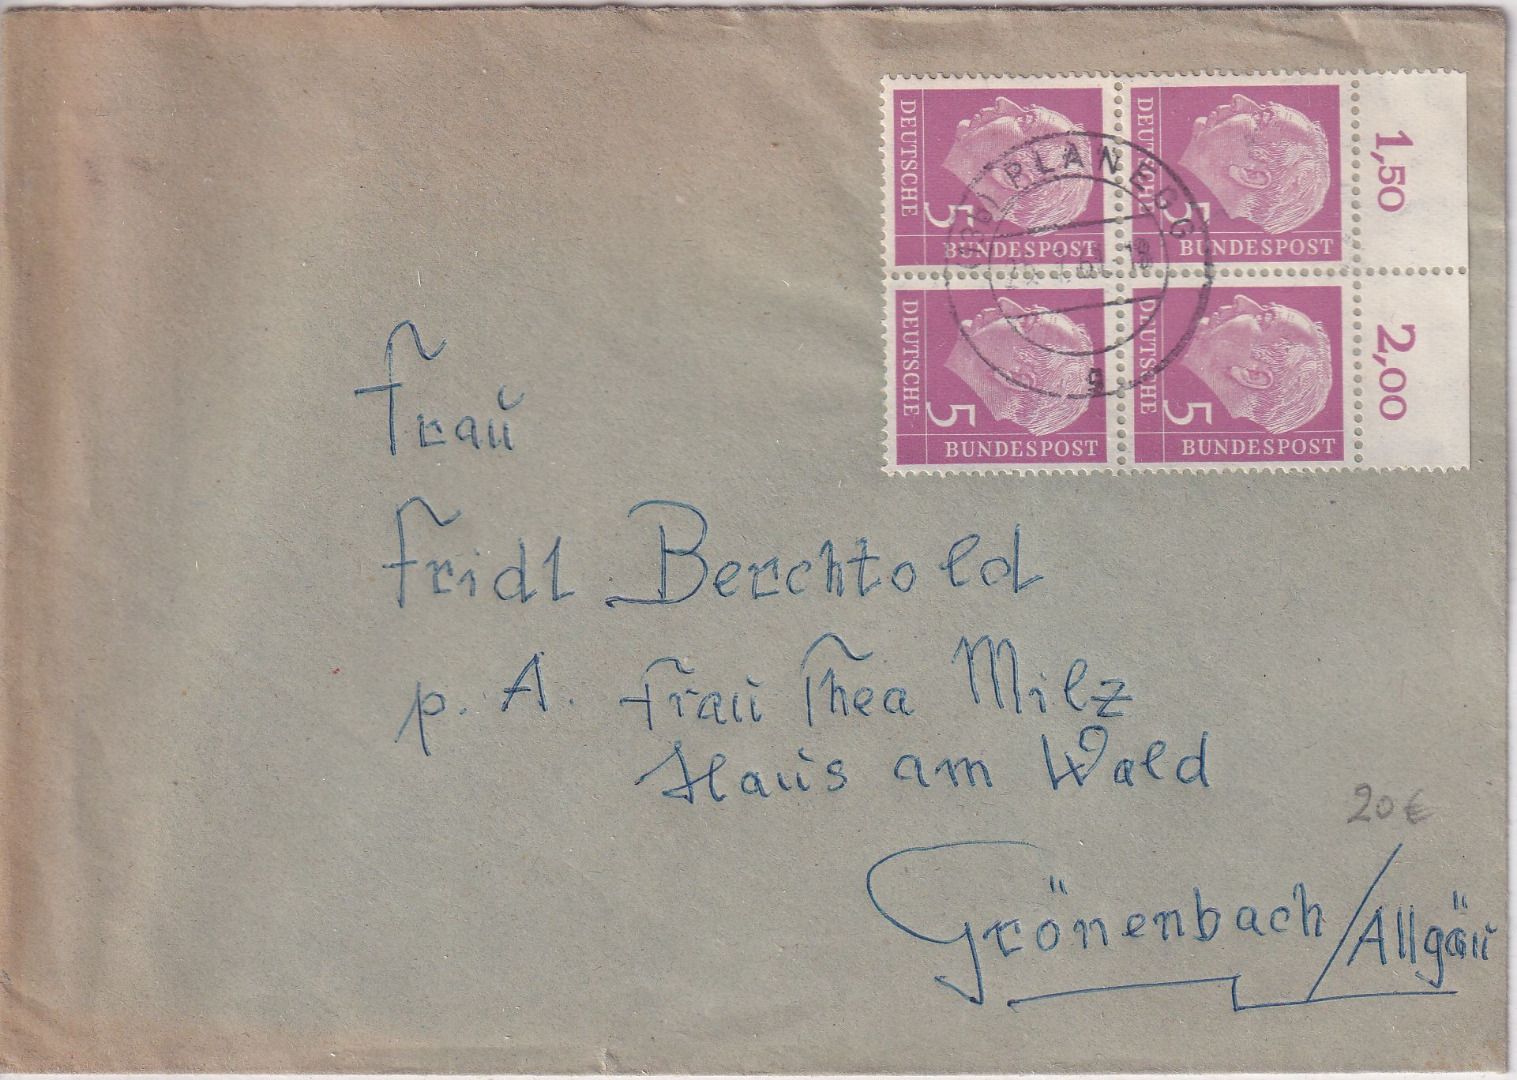 DEUTSCHE
5
BUNDESPOST
DEUTSCHE
5
BUNDESPOST
1,50
DEUTSCHE
5
BUNDESPOST
DEUTSCHE
5
BUNDESPOST
2,00
(13b) PLANEGG
a
Frau
Fridl Berchtold
p. A. Frau Thea Milz
Haus am Wald
20 €
Grönenbach/Allgäu